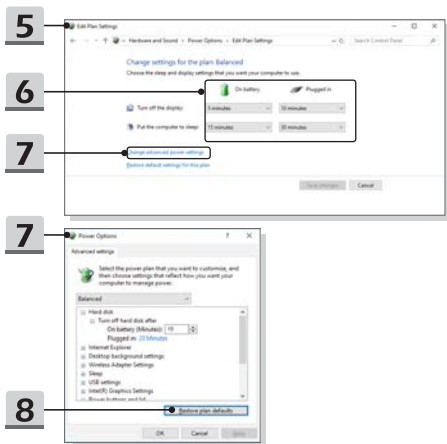 5
Edit Plan Settings
Hardware and Sound > Power Options > Edit Plan Settings
Search Control Panel
Change settings for the plan: Balanced
Choose the sleep and display settings that you want your computer to use.
6
On battery Plugged in
Turn off the display: 5 minutes 10 minutes
Put the computer to sleep: 15 minutes 30 minutes
7
Change advanced power settings
Restore default settings for this plan
Save changes Cancel
7
Power Options ?
Advanced settings
Select the power plan that you want to customize, and
then choose settings that reflect how you want your
computer to manage power.
Balanced
Hard disk
Turn off hard disk after
On battery (Minutes): 10
Plugged in: 20 Minutes
Internet Explorer
Desktop background settings
Wireless Adapter Settings
Sleep
USB settings
Intel(R) Graphics Settings
Power buttons and lid
8
Restore plan defaults
OK Cancel Apply